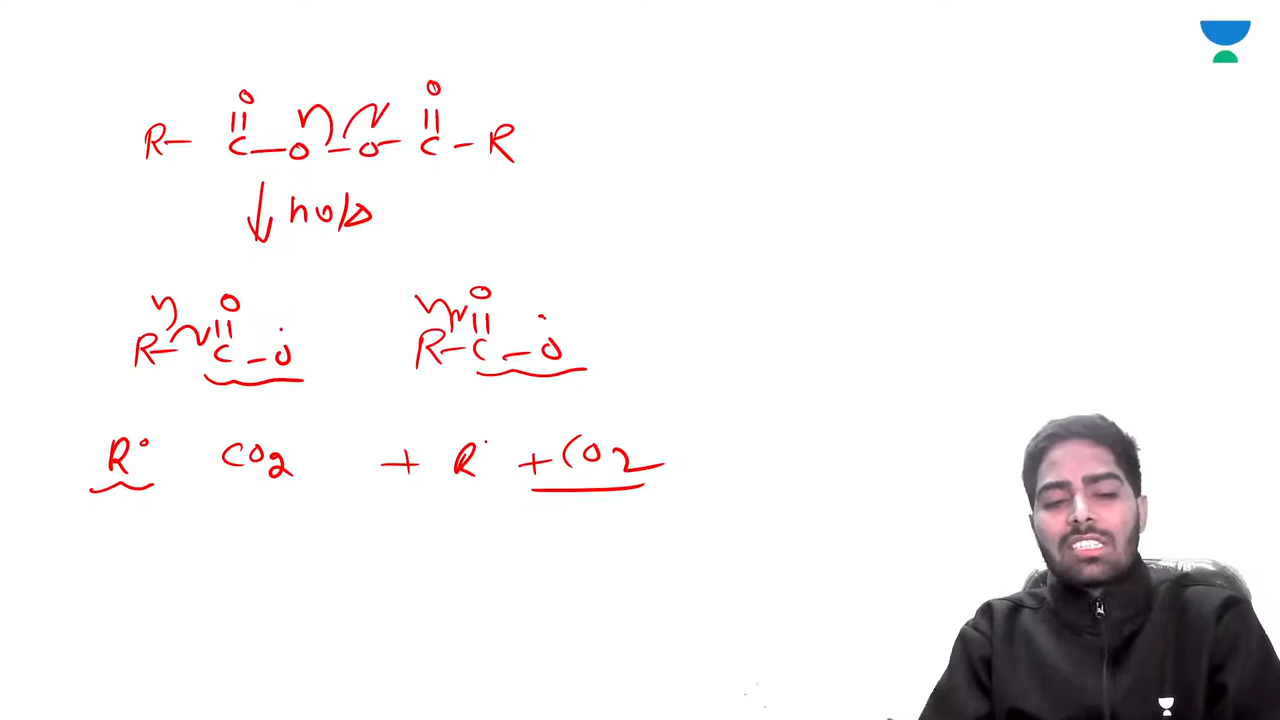 O O
|| ||
R- C-O-O-C-R
↓ hν/Δ
O O
|| ||
R-C-Ȯ R-C-Ȯ
R• CO2 + R· + CO2